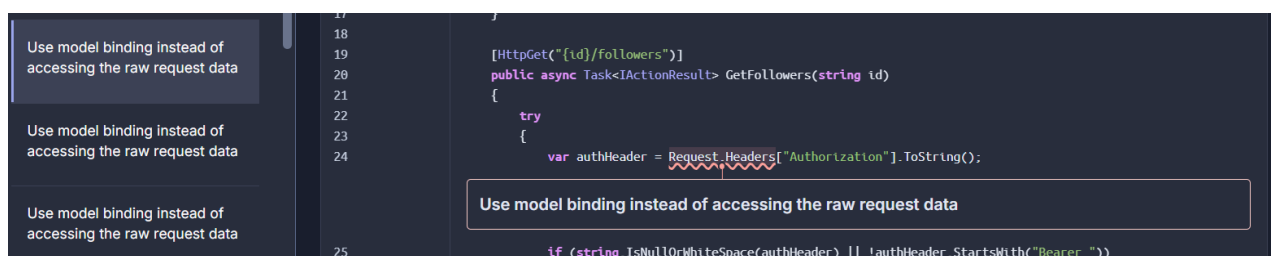 Use model binding instead of
accessing the raw request data
Use model binding instead of
accessing the raw request data
Use model binding instead of
accessing the raw request data
17 }
18
19 [HttpGet("{id}/followers")]
20 public async Task<IActionResult> GetFollowers(string id)
21 {
22 try
23 {
24 var authHeader = Request.Headers["Authorization"].ToString();
Use model binding instead of accessing the raw request data
25 if (string.IsNullOrWhiteSpace(authHeader) || !authHeader.StartsWith("Bearer "))